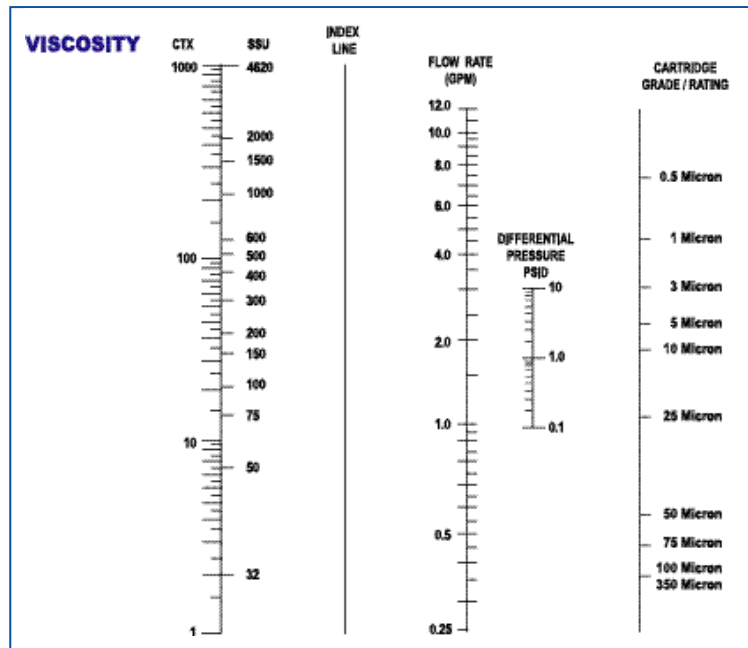 VISCOSITY
CTX
SSU
INDEX
LINE
FLOW RATE
(GPM)
CARTRIDGE
GRADE / RATING
1000
4620
2000
1500
1000
600
500
400
300
200
150
100
75
50
32
100
10
1
12.0
10.0
8.0
6.0
4.0
2.0
1.0
0.5
0.25
DIFFERENTIAL
PRESSURE
PSID
10
1.0
0.1
0.5 Micron
1 Micron
3 Micron
5 Micron
10 Micron
25 Micron
50 Micron
75 Micron
100 Micron
350 Micron